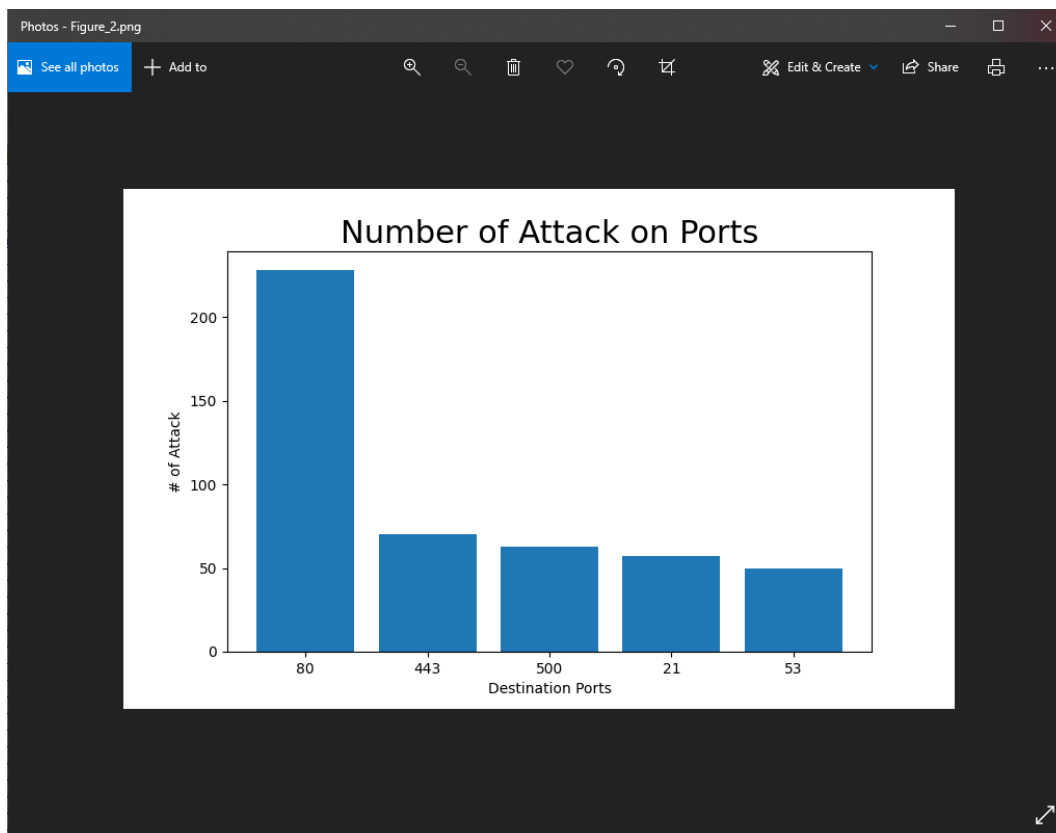 Photos - Figure_2.png
See all photos
Add to
Edit & Create
Share
Number of Attack on Ports
# of Attack
200
150
100
50
0
80 443 500 21 53
Destination Ports